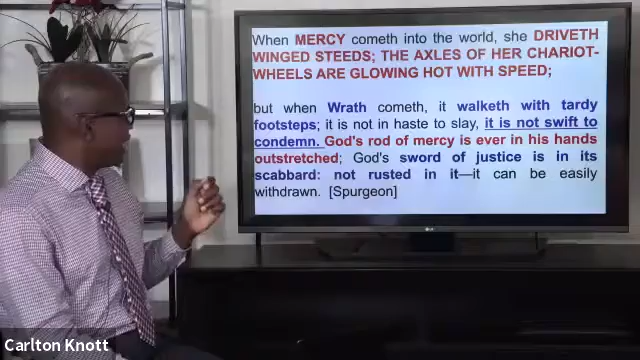 When MERCY cometh into the world, she DRIVETH
WINGED STEEDS; THE AXLES OF HER CHARIOT-
WHEELS ARE GLOWING HOT WITH SPEED;
but when Wrath cometh, it walketh with tardy
footsteps; it is not in haste to slay, it is not swift to
condemn. God's rod of mercy is ever in his hands
outstretched; God's sword of justice is in its
scabbard: not rusted in it—it can be easily
withdrawn. [Spurgeon]
LG
Carlton Knott